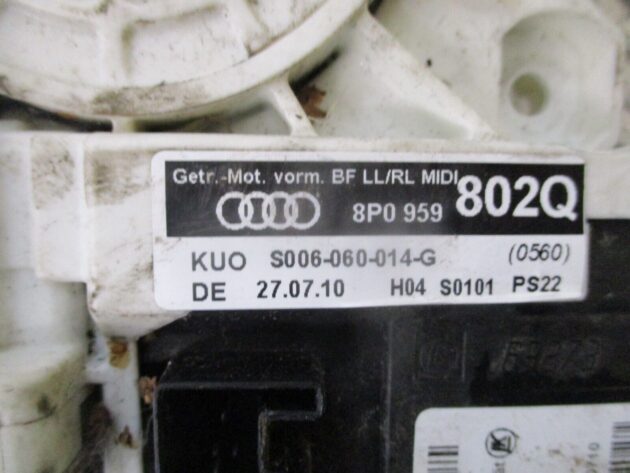 Getr.-Mot. vorm. BF LL/RL MIDI
8P0 959 802Q
KUO S006-060-014-G (0560)
DE 27.07.10 H04 S0101 PS22